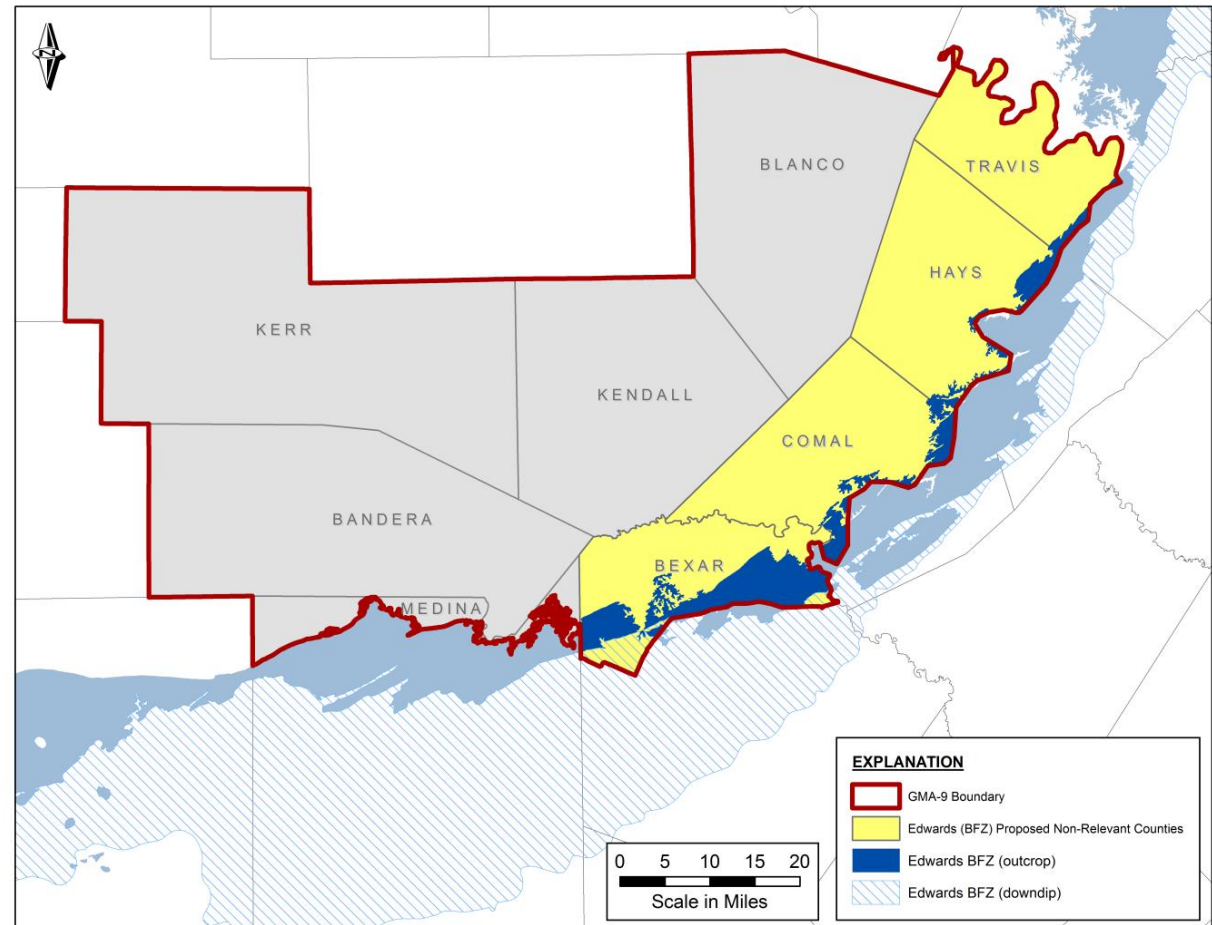 N
BLANCO
TRAVIS
HAYS
KERR
KENDALL
COMAL
BANDERA
BEXAR
MEDINA
EXPLANATION
GMA-9 Boundary
Edwards (BFZ) Proposed Non-Relevant Counties
Edwards BFZ (outcrop)
Edwards BFZ (downdip)
0 5 10 15 20
Scale in Miles